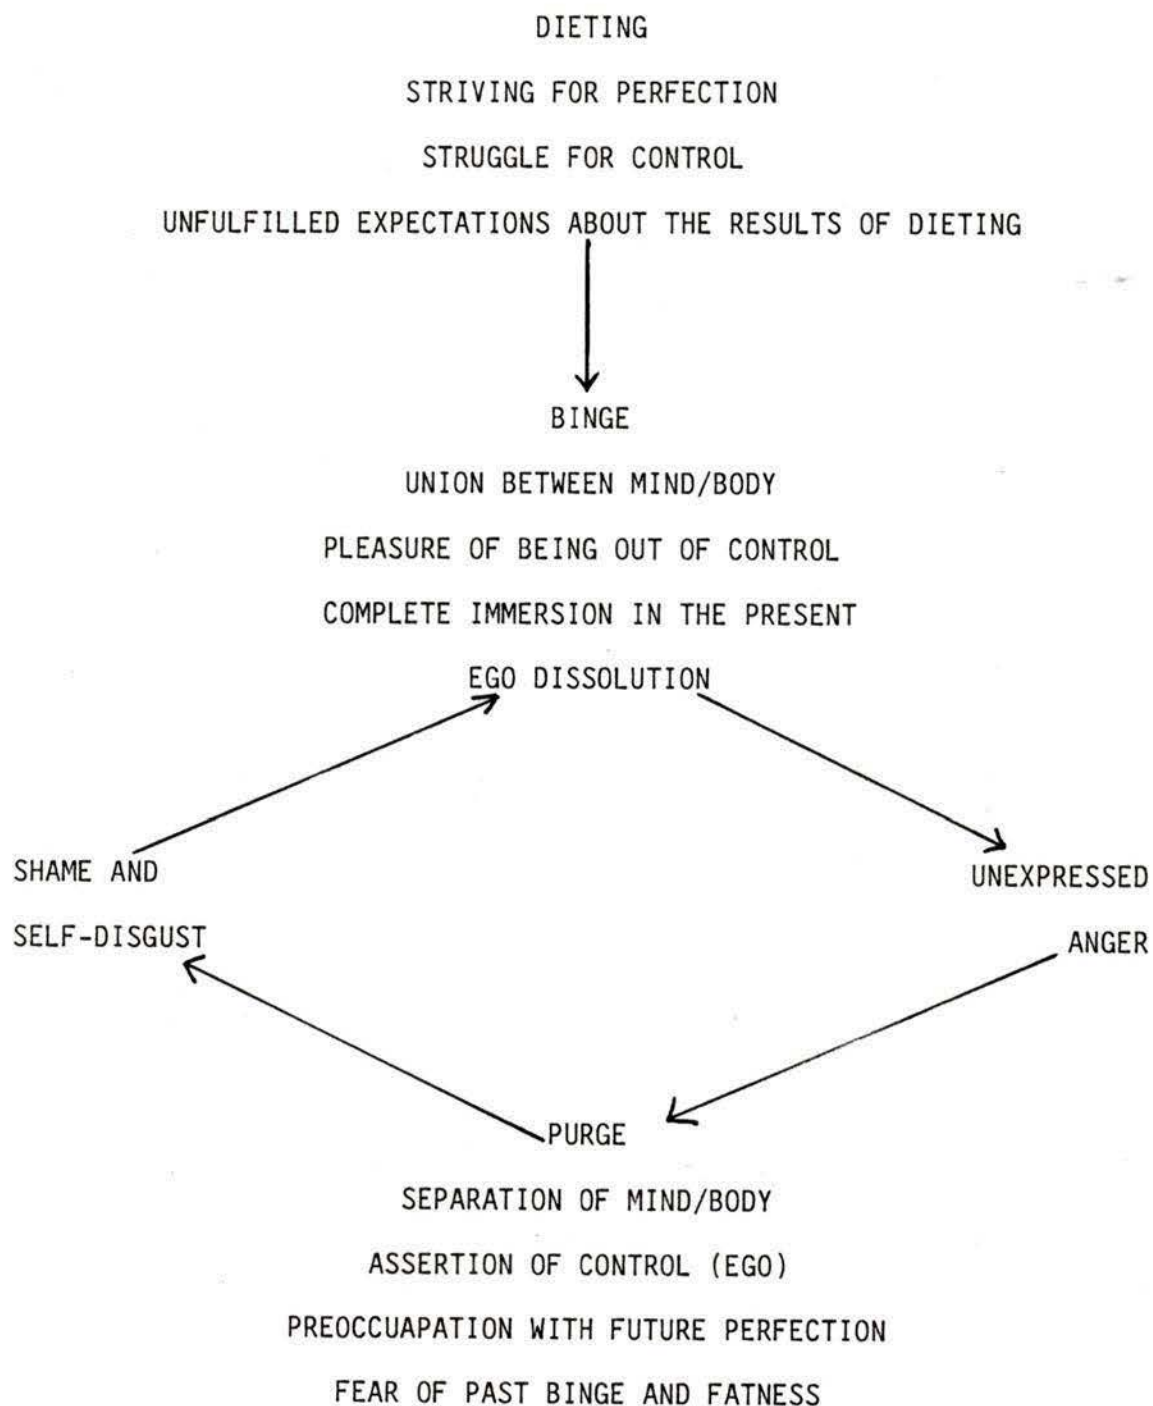 DIETING
STRIVING FOR PERFECTION
STRUGGLE FOR CONTROL
UNFULFILLED EXPECTATIONS ABOUT THE RESULTS OF DIETING
BINGE
UNION BETWEEN MIND/BODY
PLEASURE OF BEING OUT OF CONTROL
COMPLETE IMMERSION IN THE PRESENT
EGO DISSOLUTION
SHAME AND
SELF-DISGUST
UNEXPRESSED
ANGER
PURGE
SEPARATION OF MIND/BODY
ASSERTION OF CONTROL (EGO)
PREOCCUAPATION WITH FUTURE PERFECTION
FEAR OF PAST BINGE AND FATNESS